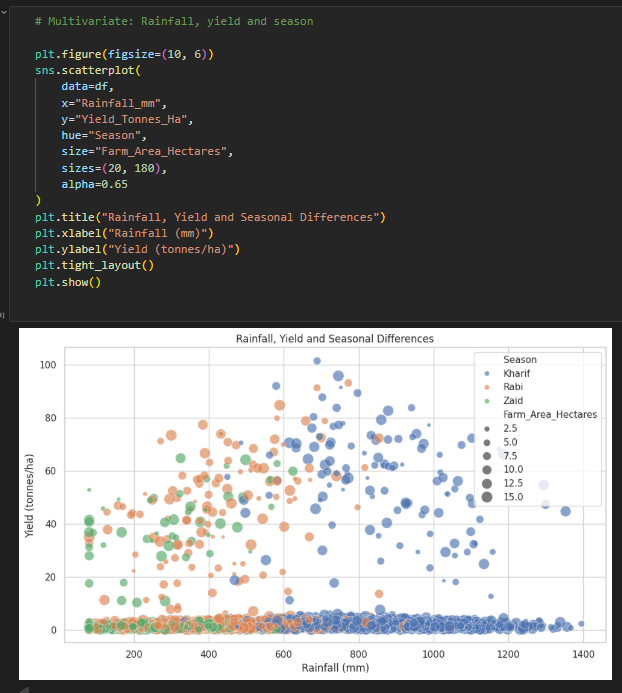 # Multivariate: Rainfall, yield and season
plt.figure(figsize=(10, 6))
sns.scatterplot(
data=df,
x="Rainfall_mm",
y="Yield_Tonnes_Ha",
hue="Season",
size="Farm_Area_Hectares",
sizes=(20, 180),
alpha=0.65
)
plt.title("Rainfall, Yield and Seasonal Differences")
plt.xlabel("Rainfall (mm)")
plt.ylabel("Yield (tonnes/ha)")
plt.tight_layout()
plt.show()
Rainfall, Yield and Seasonal Differences
Season
Kharif
Rabi
Zaid
Farm_Area_Hectares
2.5
5.0
7.5
10.0
12.5
15.0
Yield (tonnes/ha)
100
80
60
40
20
0
200 400 600 800 1000 1200 1400
Rainfall (mm)